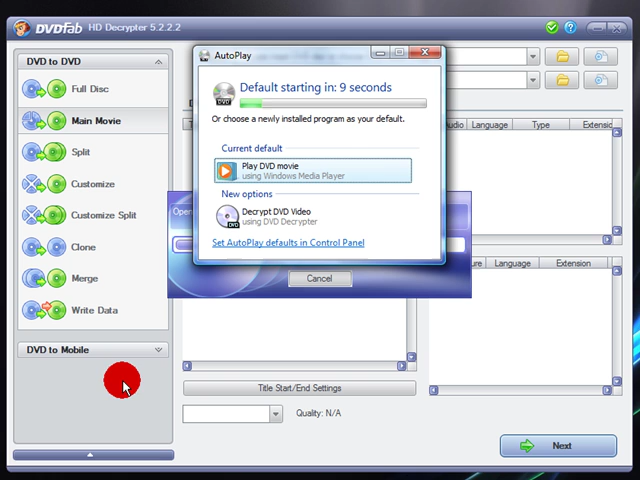 DVDFab HD Decrypter 5.2.2.2
DVD to DVD
Full Disc
Main Movie
Split
Customize
Customize Split
Clone
Merge
Write Data
DVD to Mobile
AutoPlay
Default starting in: 9 seconds
Or choose a newly installed program as your default.
Current default
Play DVD movie
using Windows Media Player
New options
Decrypt DVD Video
using DVD Decrypter
Set AutoPlay defaults in Control Panel
Open
Cancel
Language Type Extensio
Language Extension
Title Start/End Settings
Quality: N/A
Next